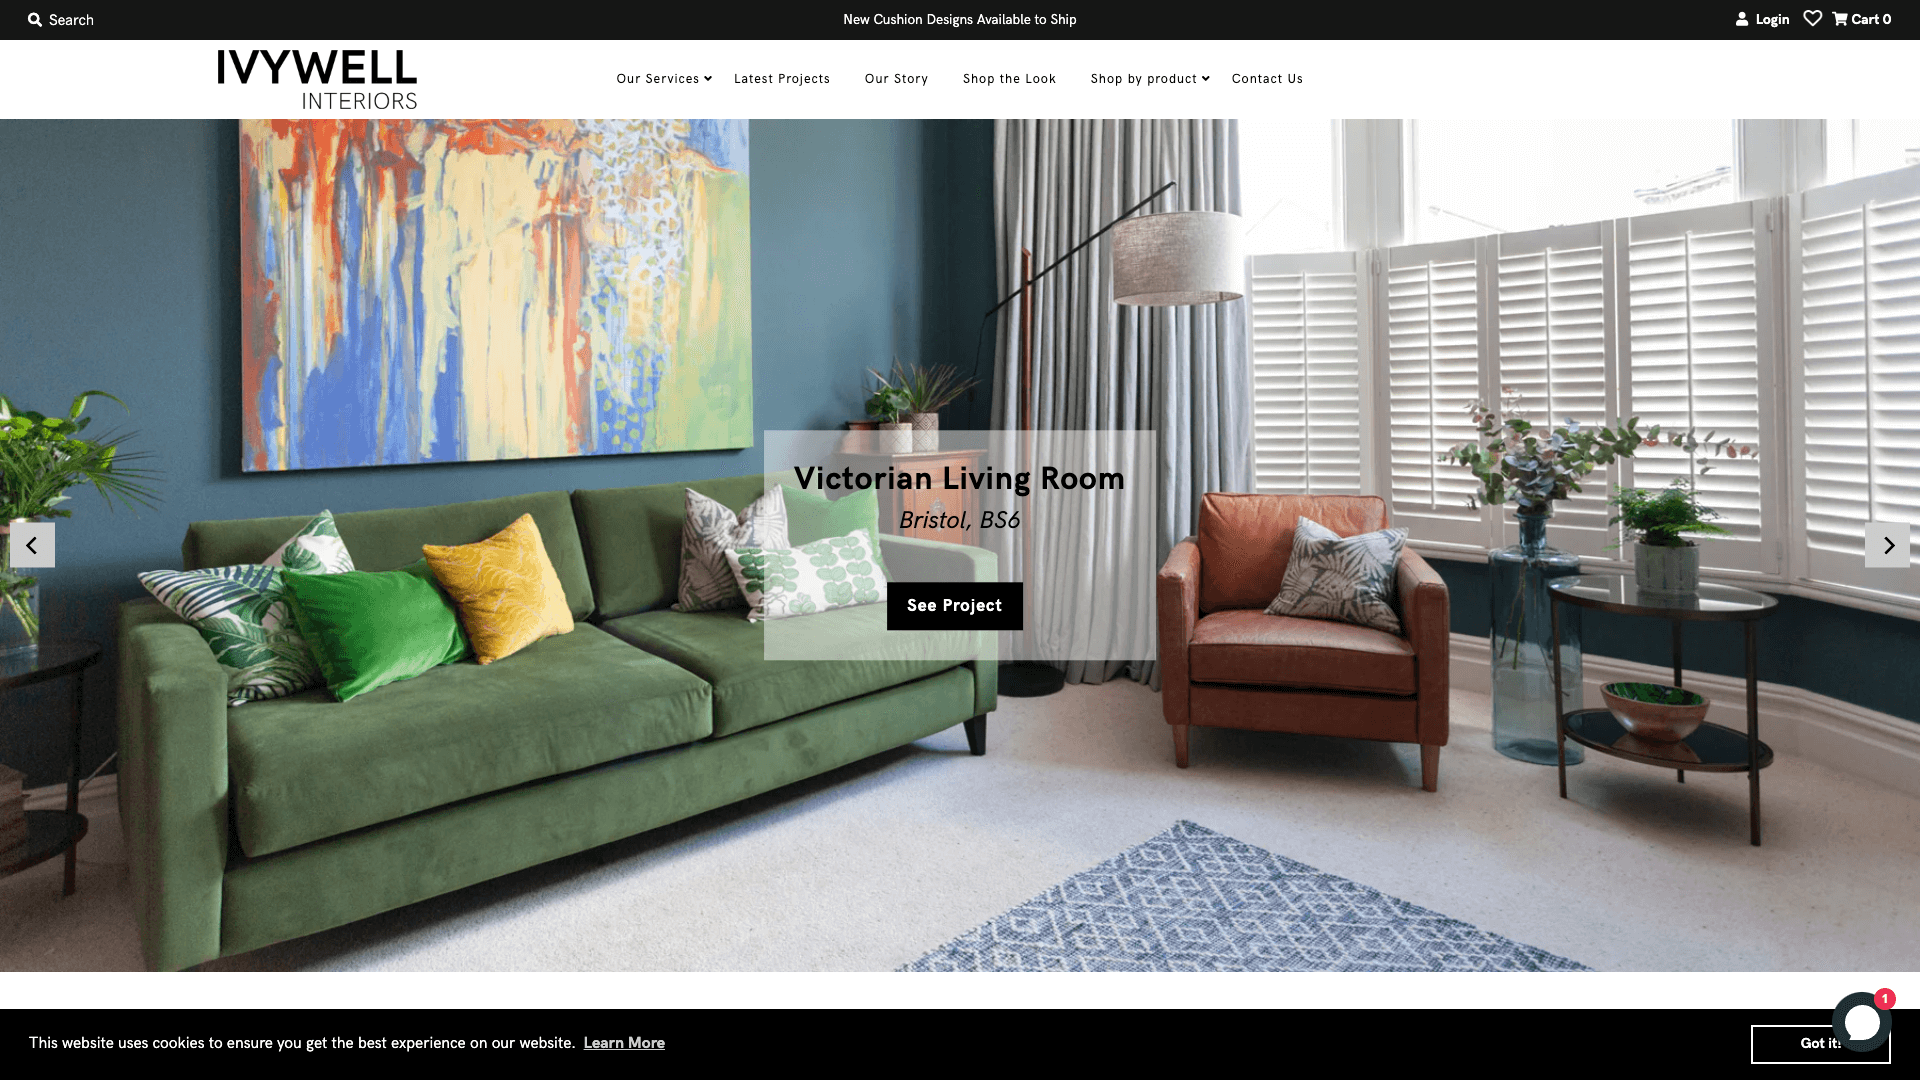 Search
New Cushion Designs Available to Ship
Login
Cart 0
IVYWELL
INTERIORS
Our Services
Latest Projects
Our Story
Shop the Look
Shop by product
Contact Us
Victorian Living Room
Bristol, BS6
See Project
This website uses cookies to ensure you get the best experience on our website. Learn More
Got it!
1